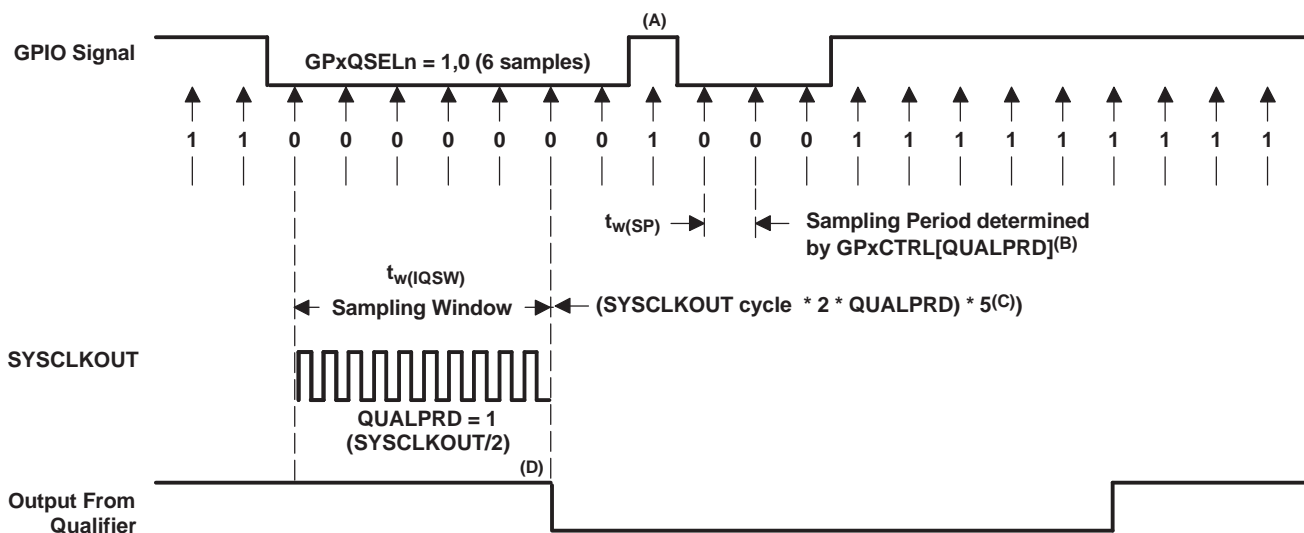 (A)
GPIO Signal
GPxQSELn = 1,0 (6 samples)
1 1 0 0 0 0 0 0 0 1 0 0 0 1 1 1 1 1 1 1 1 1
tw(SP)
Sampling Period determined
by GPxCTRL[QUALPRD](B)
tw(IQSW)
Sampling Window
(SYSCLKOUT cycle * 2 * QUALPRD) * 5(C))
SYSCLKOUT
QUALPRD = 1
(SYSCLKOUT/2)
(D)
Output From
Qualifier